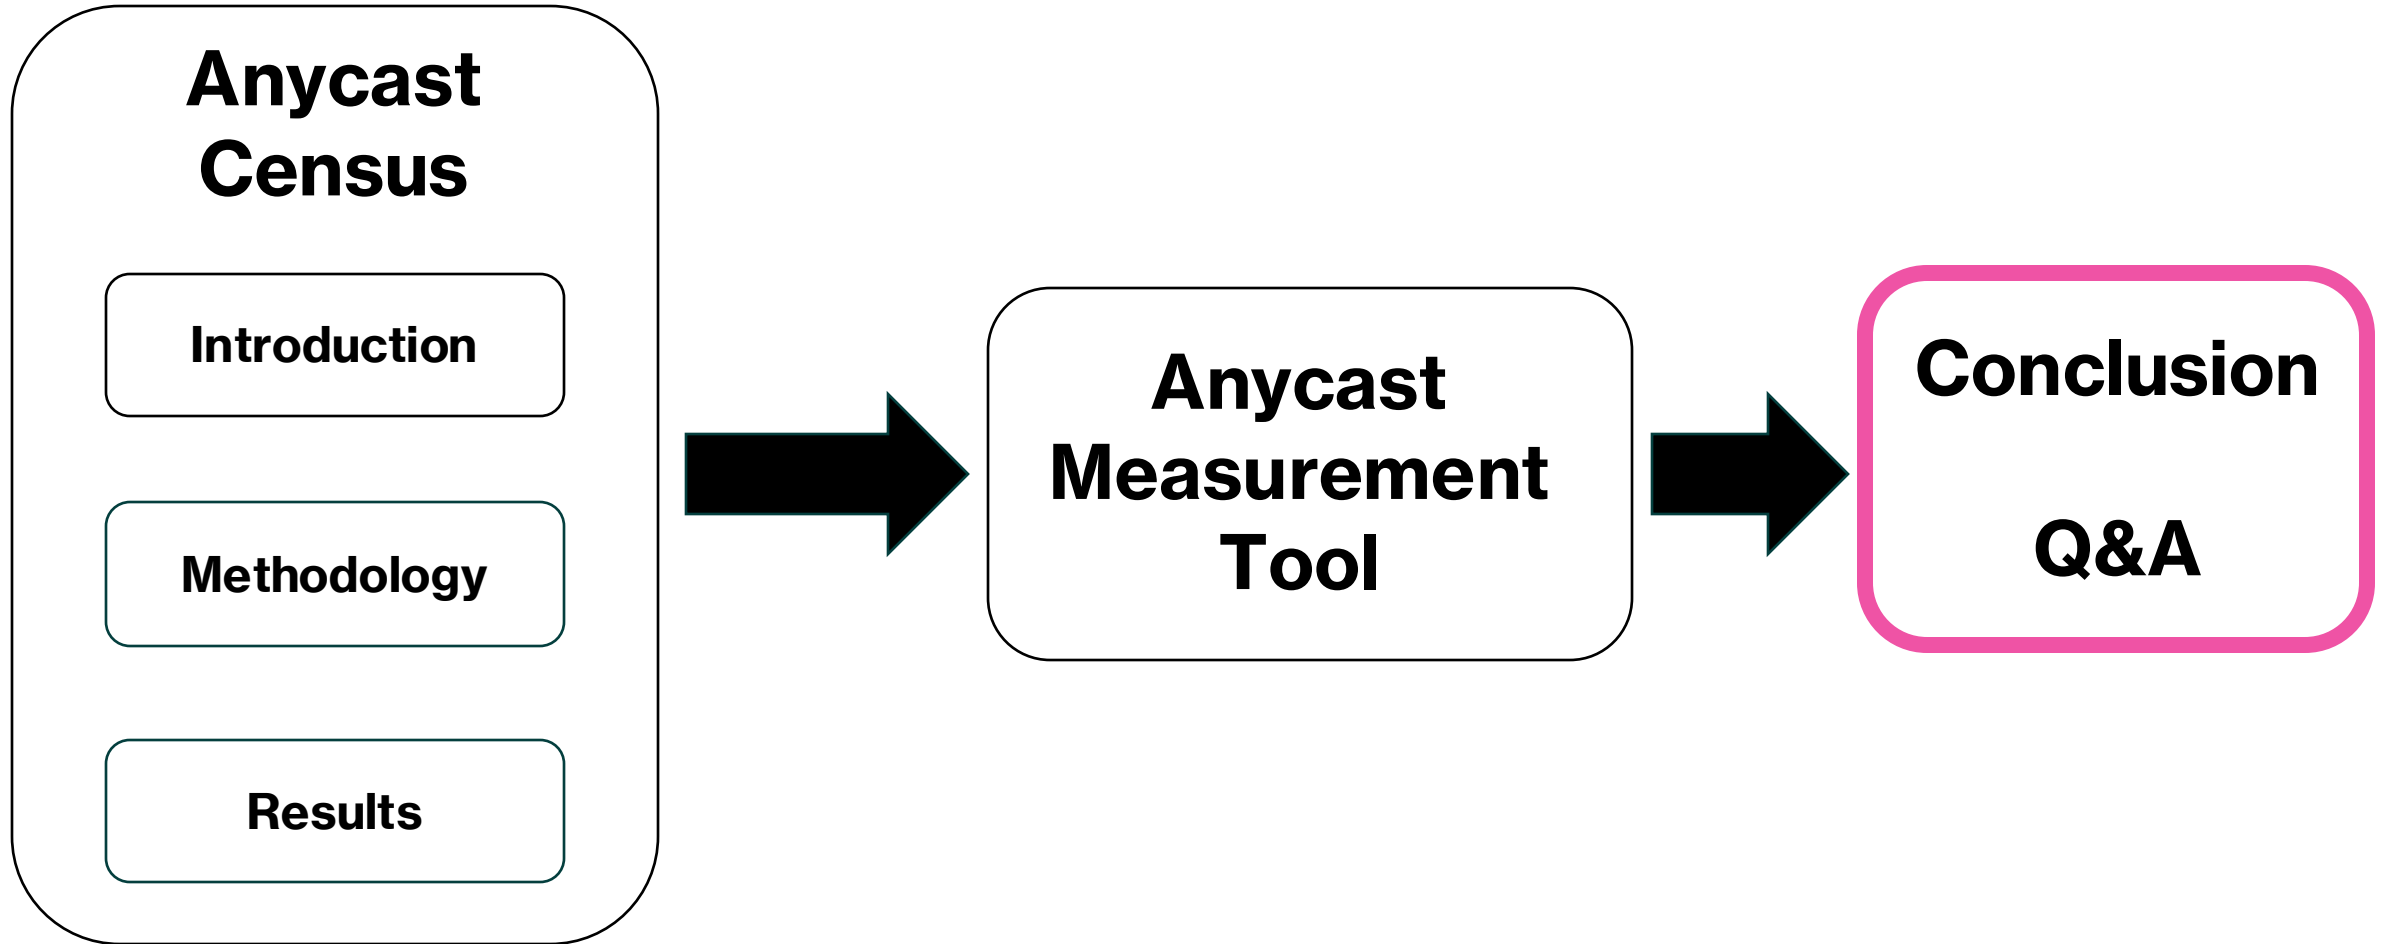 Anycast
Census
Introduction
Methodology
Results
Anycast
Measurement
Tool
Conclusion
Q&A